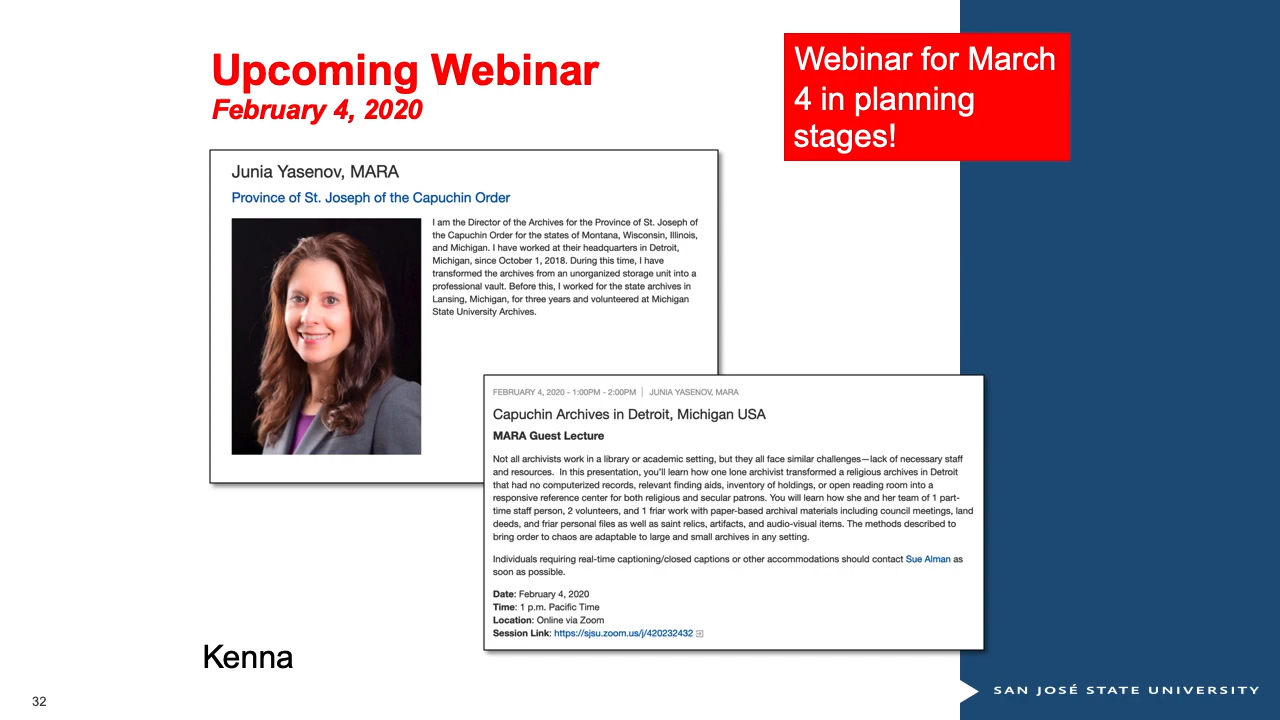 Upcoming Webinar
February 4, 2020
Webinar for March
4 in planning
stages!
Junia Yasenov, MARA
Province of St. Joseph of the Capuchin Order
I am the Director of the Archives for the Province of St. Joseph of
the Capuchin Order for the states of Montana, Wisconsin, Illinois,
and Michigan. I have worked at their headquarters in Detroit,
Michigan, since October 1, 2018. During this time, I have
transformed the archives from an unorganized storage unit into a
professional vault. Before this, I worked for the state archives in
Lansing, Michigan, for three years and volunteered at Michigan
State University Archives.
FEBRUARY 4, 2020 - 1:00PM - 2:00PM | JUNIA YASENOV, MARA
Capuchin Archives in Detroit, Michigan USA
MARA Guest Lecture
Not all archivists work in a library or academic setting, but they all face similar challenges—lack of necessary staff
and resources. In this presentation, you'll learn how one lone archivist transformed a religious archives in Detroit
that had no computerized records, relevant finding aids, inventory of holdings, or open reading room into a
responsive reference center for both religious and secular patrons. You will learn how she and her team of 1 part-
time staff person, 2 volunteers, and 1 friar work with paper-based archival materials including council meetings, land
deeds, and friar personal files as well as saint relics, artifacts, and audio-visual items. The methods described to
bring order to chaos are adaptable to large and small archives in any setting.
Individuals requiring real-time captioning/closed captions or other accommodations should contact Sue Alman as
soon as possible.
Date: February 4, 2020
Time: 1 p.m. Pacific Time
Location: Online via Zoom
Session Link: https://sjsu.zoom.us/j/420232432
Kenna
32
SAN JOSÉ STATE UNIVERSITY